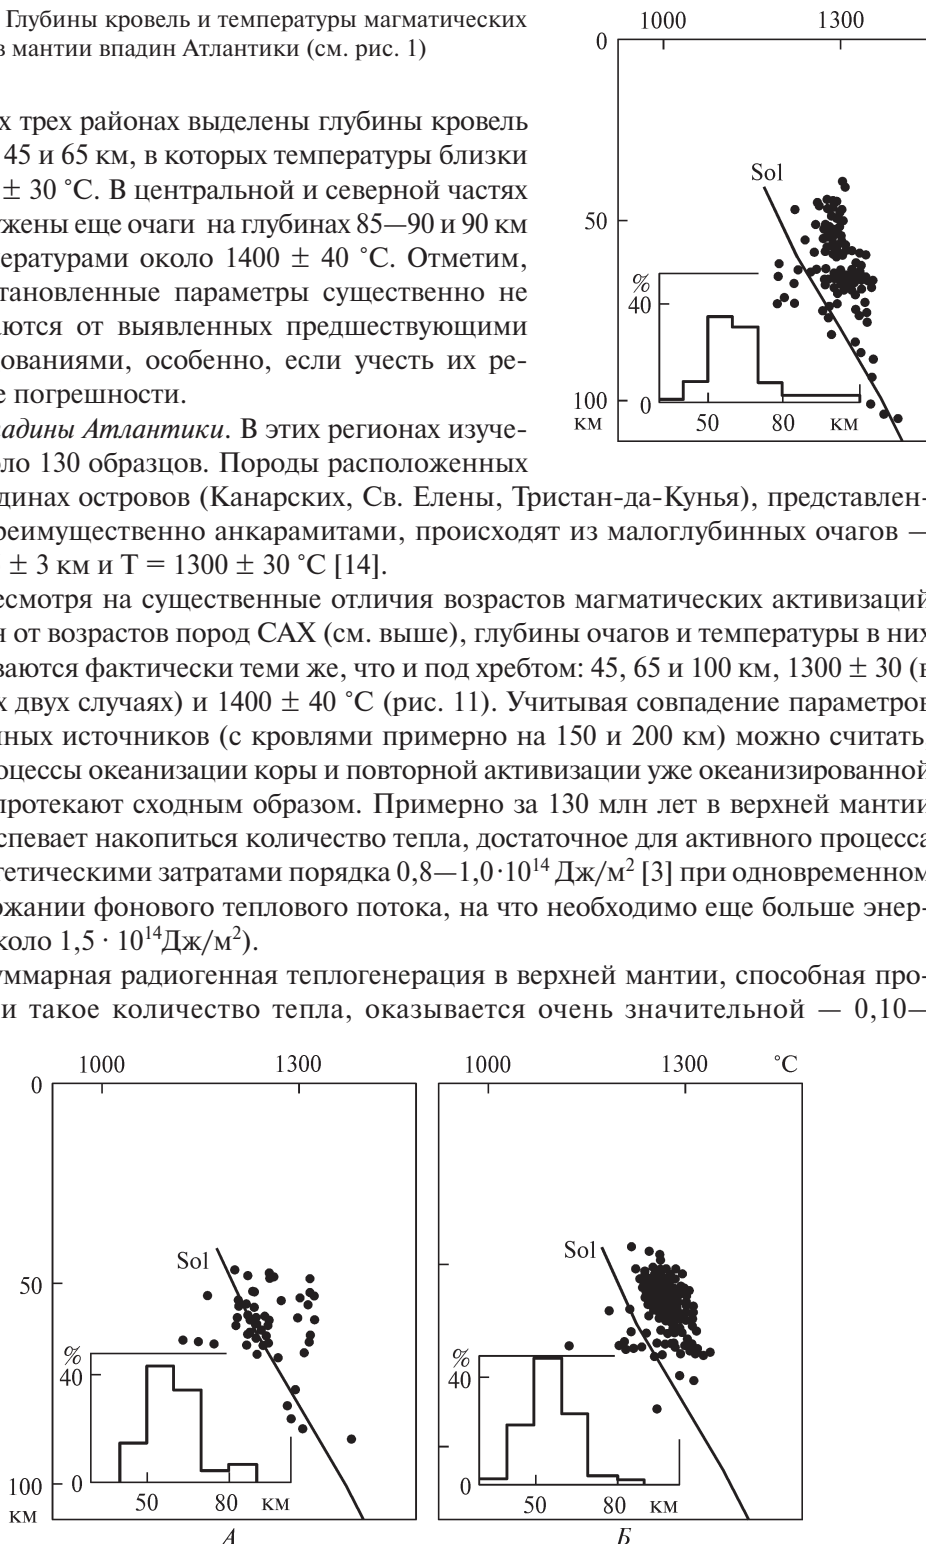 Глубины кровель и температуры магматических
в мантии впадин Атлантики (см. рис. 1)
1000 1300
0
Sol
50
%
40
100
км
0
50 80 км
х трех районах выделены глубины кровель
45 и 65 км, в которых температуры близки
± 30 °С. В центральной и северной частях
ужены еще очаги на глубинах 85—90 и 90 км
ературами около 1400 ± 40 °С. Отметим,
тановленные параметры существенно не
аются от выявленных предшествующими
ованиями, особенно, если учесть их ре-
е погрешности.
адины Атлантики. В этих регионах изуче-
ло 130 образцов. Породы расположенных
динах островов (Канарских, Св. Елены, Тристан-да-Кунья), представлен-
реимущественно анкарамитами, происходят из малоглубинных очагов —
± 3 км и Т = 1300 ± 30 °С [14].
есмотря на существенные отличия возрастов магматических активизаций
н от возрастов пород САХ (см. выше), глубины очагов и температуры в них
ваются фактически теми же, что и под хребтом: 45, 65 и 100 км, 1300 ± 30 (в
х двух случаях) и 1400 ± 40 °С (рис. 11). Учитывая совпадение параметров
нных источников (с кровлями примерно на 150 и 200 км) можно считать,
оцессы океанизации коры и повторной активизации уже океанизированной
протекают сходным образом. Примерно за 130 млн лет в верхней мантии
спевает накопиться количество тепла, достаточное для активного процесса
гетическими затратами порядка 0,8—1,0·10¹⁴ Дж/м² [3] при одновременном
ржании фонового теплового потока, на что необходимо еще больше энер-
коло 1,5 · 10¹⁴Дж/м²).
уммарная радиогенная теплогенерация в верхней мантии, способная про-
и такое количество тепла, оказывается очень значительной — 0,10—
1000 1300
0
Sol
50
%
40
0
100
км
50 80 км
А
1000 1300 °С
Sol
%
40
0
50 80 км
Б